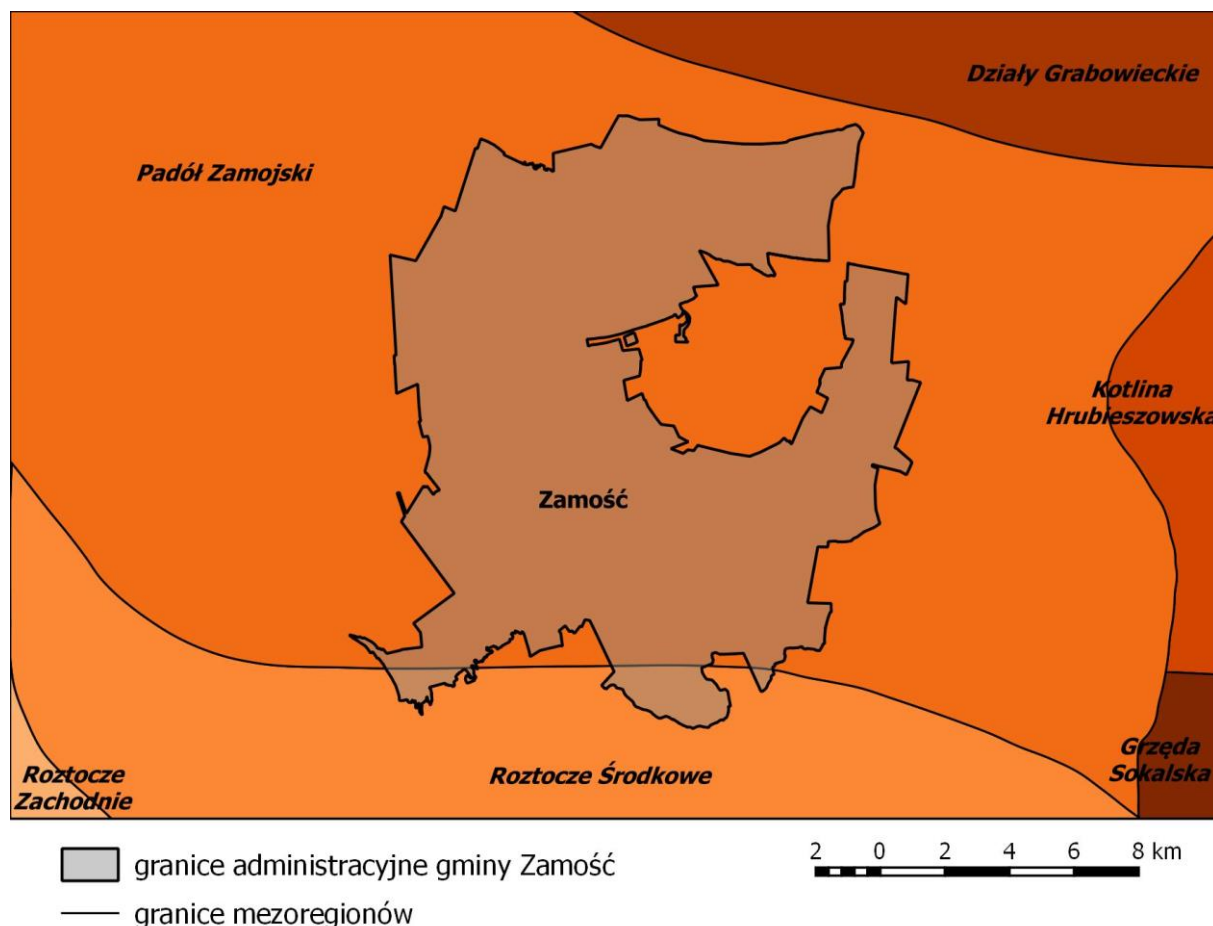 Działy Grabowieckie
Padół Zamojski
Kotlina
Hrubieszowska
Zamość
Roztocze
Zachodnie
Roztocze Środkowe
Grzęda
Sokalska
granice administracyjne gminy Zamość
2 0 2 4 6 8 km
granice mezoregionów